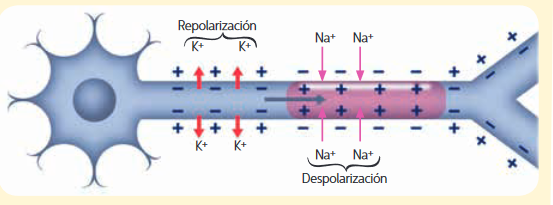 Repolarización
K+ K+
Na+ Na+
+ + + - - - - +
- - - + + + + -
- - - + + + + -
+ + + - - - - +
K+ K+
Na+ Na+
Despolarización